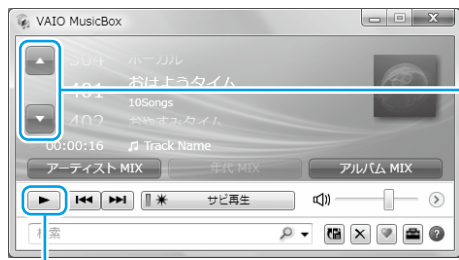 VAIO MusicBox
ボーカル
401 おはようタイム
10Songs
402 おやすみタイム
00:00:16 Track Name
アーティスト MIX 年代 MIX アルバム MIX
サビ再生
索